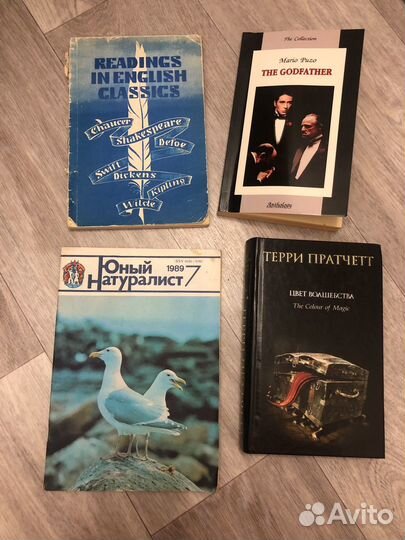 READINGS
IN ENGLISH
CLASSICS
Chaucer
Shakespeare
Defoe
Swift
Dickens
Kipling
Wilde
The Collection
Mario Puzo
THE GODFATHER
Anthology
Юный
Натуралист
1989 7
ТЕРРИ ПРАТЧЕТТ
ЦВЕТ ВОЛШЕБСТВА
The Colour of Magic
Avito